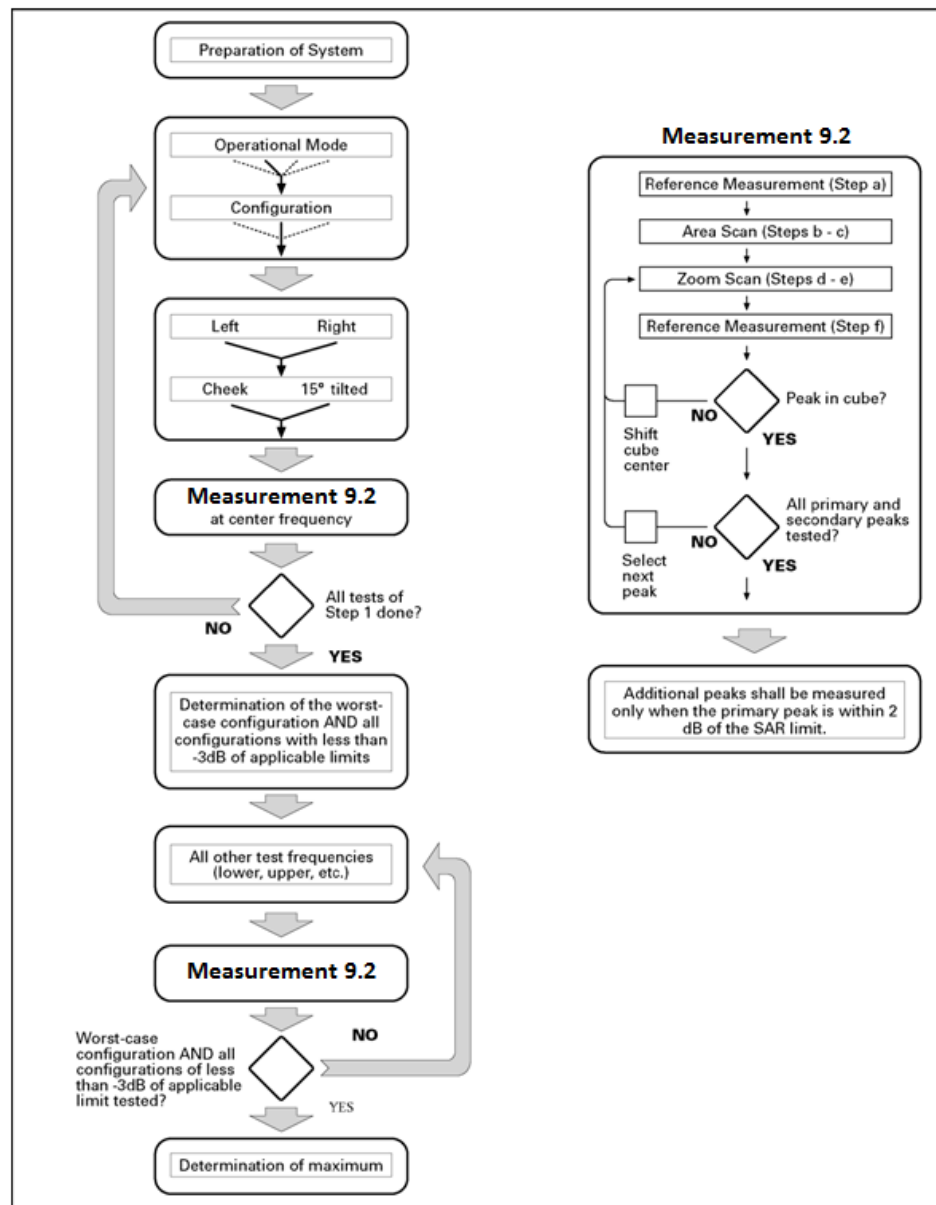 Preparation of System
Operational Mode
Configuration
Left Right
Cheek 15° tilted
Measurement 9.2
at center frequency
All tests of
Step 1 done?
NO
YES
Determination of the worst-
case configuration AND all
configurations with less than
-3dB of applicable limits
All other test frequencies
(lower, upper, etc.)
Measurement 9.2
NO
Worst-case
configuration AND all
configurations of less
than -3dB of applicable
limit tested?
YES
Determination of maximum
Measurement 9.2
Reference Measurement (Step a)
Area Scan (Steps b - c)
Zoom Scan (Steps d - e)
Reference Measurement (Step f)
Peak in cube?
NO
YES
Shift
cube
center
All primary and
secondary peaks
tested?
NO
YES
Select
next
peak
Additional peaks shall be measured
only when the primary peak is within 2
dB of the SAR limit.